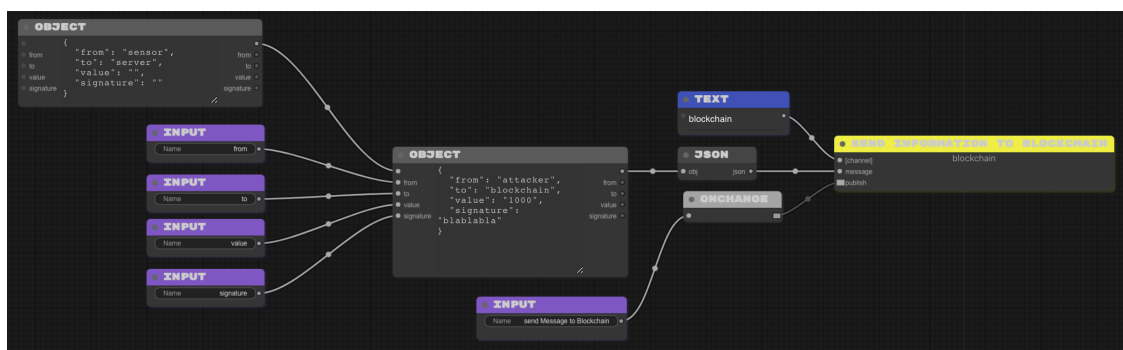 OBJECT
{
"from": "sensor",
"to": "server",
"value": "",
"signature": ""
}
from
to
value
signature
from
to
value
signature
INPUT
Name from
INPUT
Name to
INPUT
Name value
INPUT
Name signature
OBJECT
{
"from": "attacker",
"to": "blockchain",
"value": "1000",
"signature":
"blablabla"
}
from
to
value
signature
from
to
value
signature
INPUT
Name send Message to Blockchain
TEXT
blockchain
JSON
obj json
ONCHANGE
SEND INFORMATION TO BLOCKCHAIN
blockchain
[channel]
message
publish